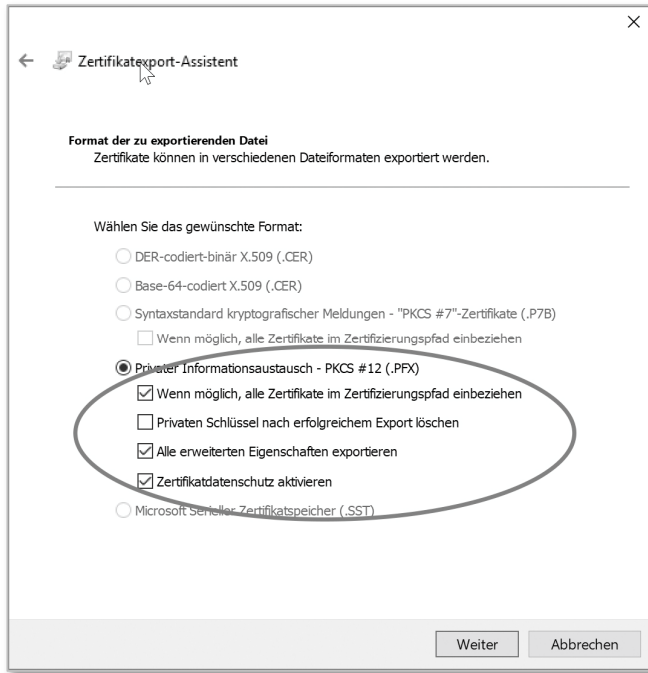 Zertifikatexport-Assistent
Format der zu exportierenden Datei
Zertifikate können in verschiedenen Dateiformaten exportiert werden.
Wählen Sie das gewünschte Format:
DER-codiert-binär X.509 (.CER)
Base-64-codiert X.509 (.CER)
Syntaxstandard kryptografischer Meldungen - "PKCS #7"-Zertifikate (.P7B)
Wenn möglich, alle Zertifikate im Zertifizierungspfad einbeziehen
Privater Informationsaustausch - PKCS #12 (.PFX)
Wenn möglich, alle Zertifikate im Zertifizierungspfad einbeziehen
Privaten Schlüssel nach erfolgreichem Export löschen
Alle erweiterten Eigenschaften exportieren
Zertifikatdatenschutz aktivieren
Microsoft Serieller Zertifikatspeicher (.SST)
Weiter Abbrechen